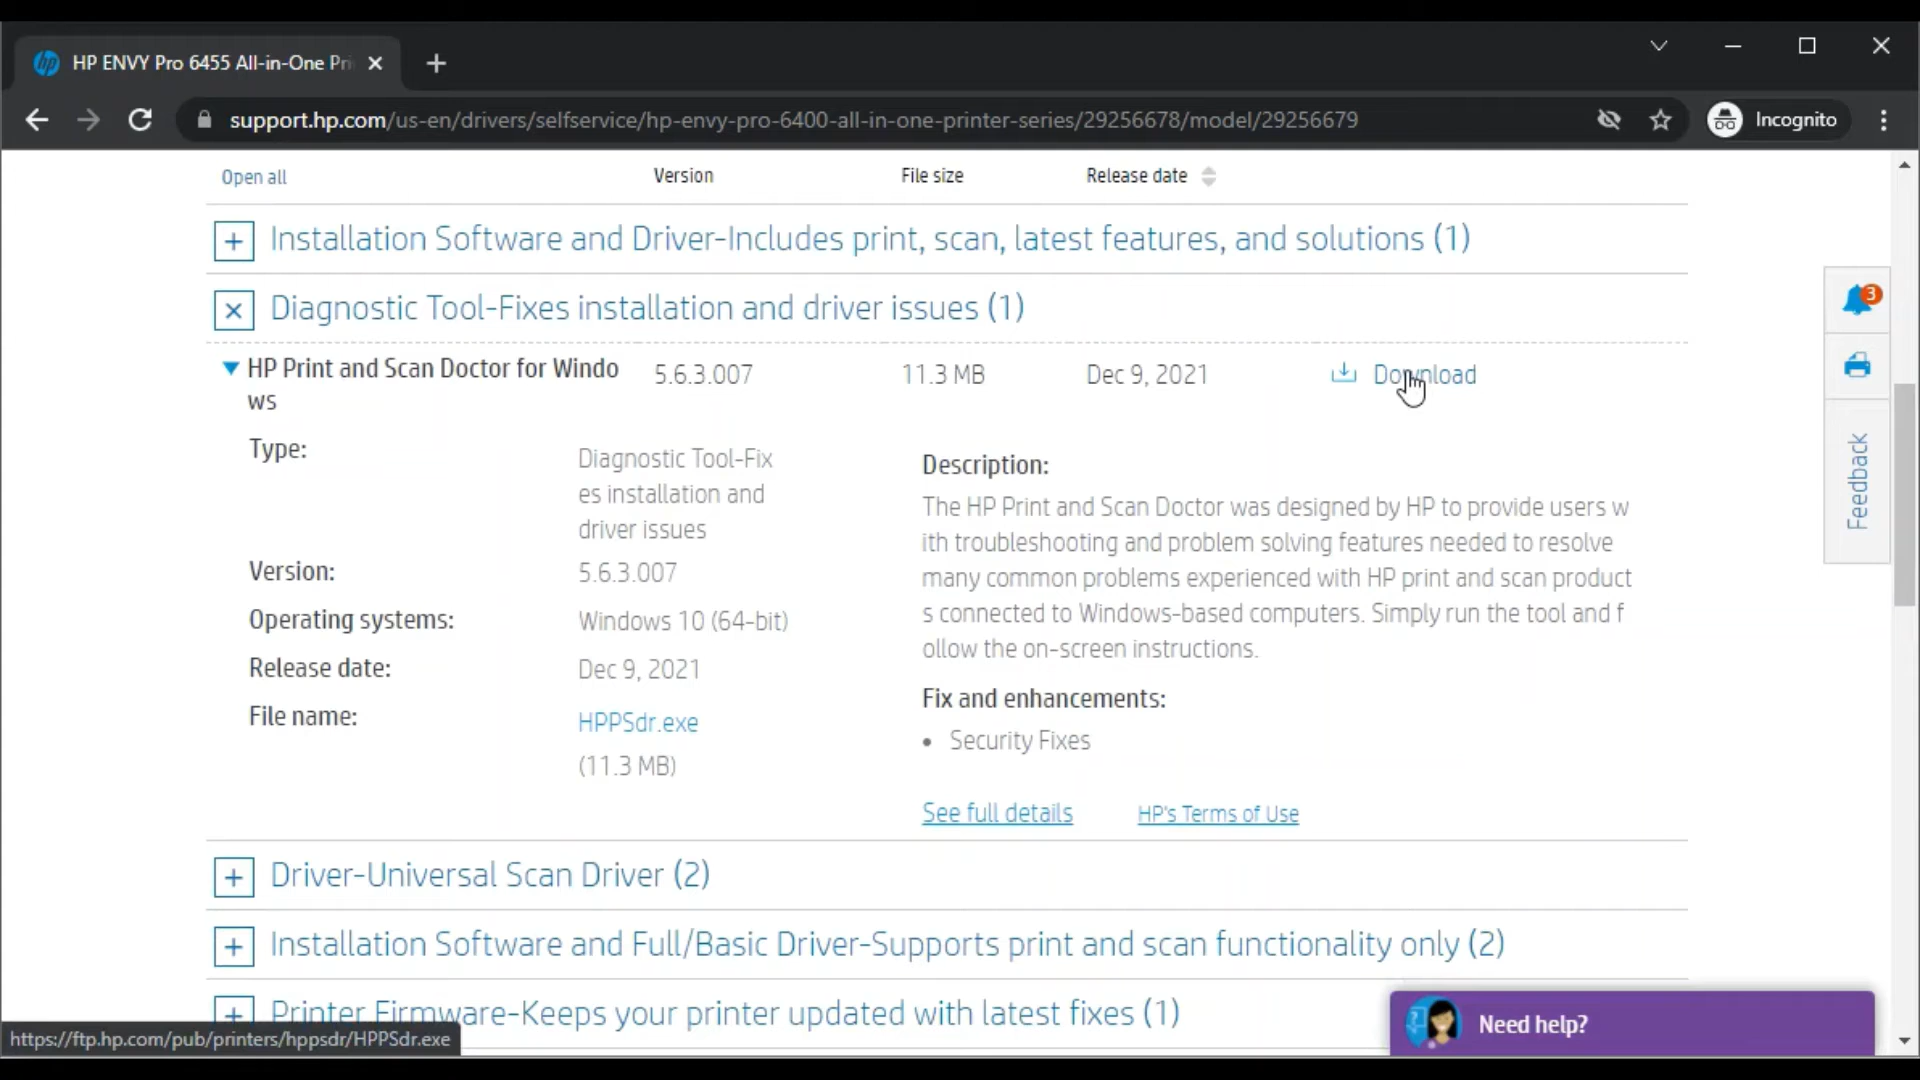 HP ENVY Pro 6455 All-in-One Pri
support.hp.com/us-en/drivers/selfservice/hp-envy-pro-6400-all-in-one-printer-series/29256678/model/29256679
Incognito
Open all Version File size Release date
Installation Software and Driver-Includes print, scan, latest features, and solutions (1)
Diagnostic Tool-Fixes installation and driver issues (1)
HP Print and Scan Doctor for Windo
ws
5.6.3.007 11.3 MB Dec 9, 2021 Download
Type:
Diagnostic Tool-Fix
es installation and
driver issues
Version: 5.6.3.007
Operating systems: Windows 10 (64-bit)
Release date: Dec 9, 2021
File name: HPPSdr.exe
(11.3 MB)
Description:
The HP Print and Scan Doctor was designed by HP to provide users w
ith troubleshooting and problem solving features needed to resolve
many common problems experienced with HP print and scan product
s connected to Windows-based computers. Simply run the tool and f
ollow the on-screen instructions.
Fix and enhancements:
• Security Fixes
See full details HP's Terms of Use
Driver-Universal Scan Driver (2)
Installation Software and Full/Basic Driver-Supports print and scan functionality only (2)
Printer Firmware-Keeps your printer updated with latest fixes (1)
3
Feedback
Need help?
https://ftp.hp.com/pub/printers/hppsdr/HPPSdr.exe